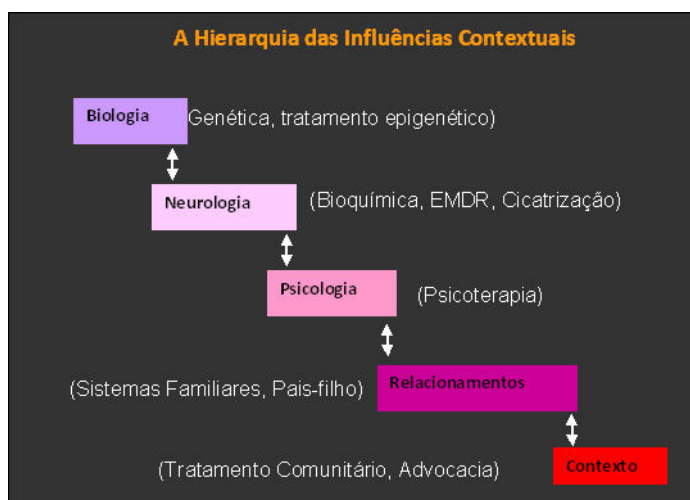 A Hierarquia das Influências Contextuais
Biologia Genética, tratamento epigenético)
Neurologia (Bioquímica, EMDR, Cicatrização)
Psicologia (Psicoterapia)
(Sistemas Familiares, Pais-filho) Relacionamentos
(Tratamento Comunitário, Advocacia) Contexto